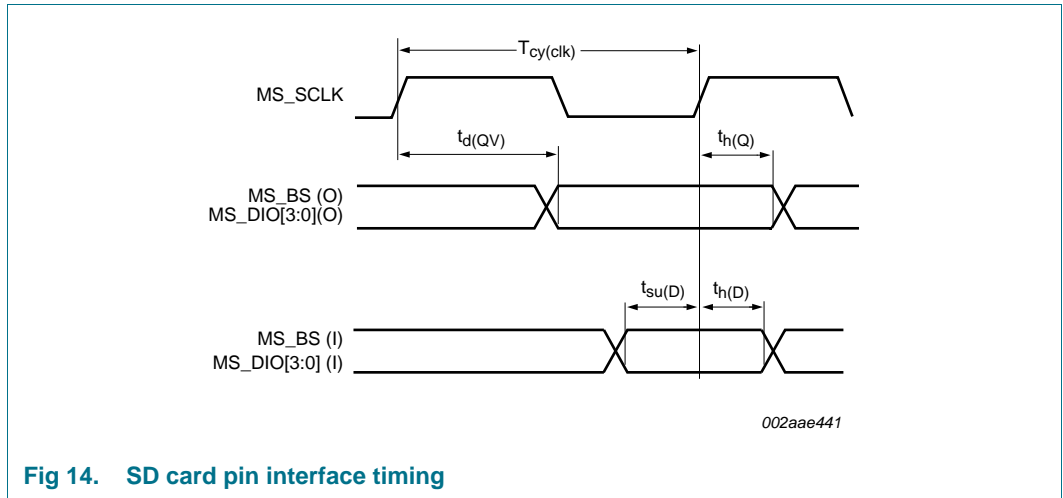 Tcy(clk)
MS_SCLK
td(QV)
th(Q)
MS_BS (O)
MS_DIO[3:0](O)
tsu(D)
th(D)
MS_BS (I)
MS_DIO[3:0] (I)
002aae441
Fig 14. SD card pin interface timing